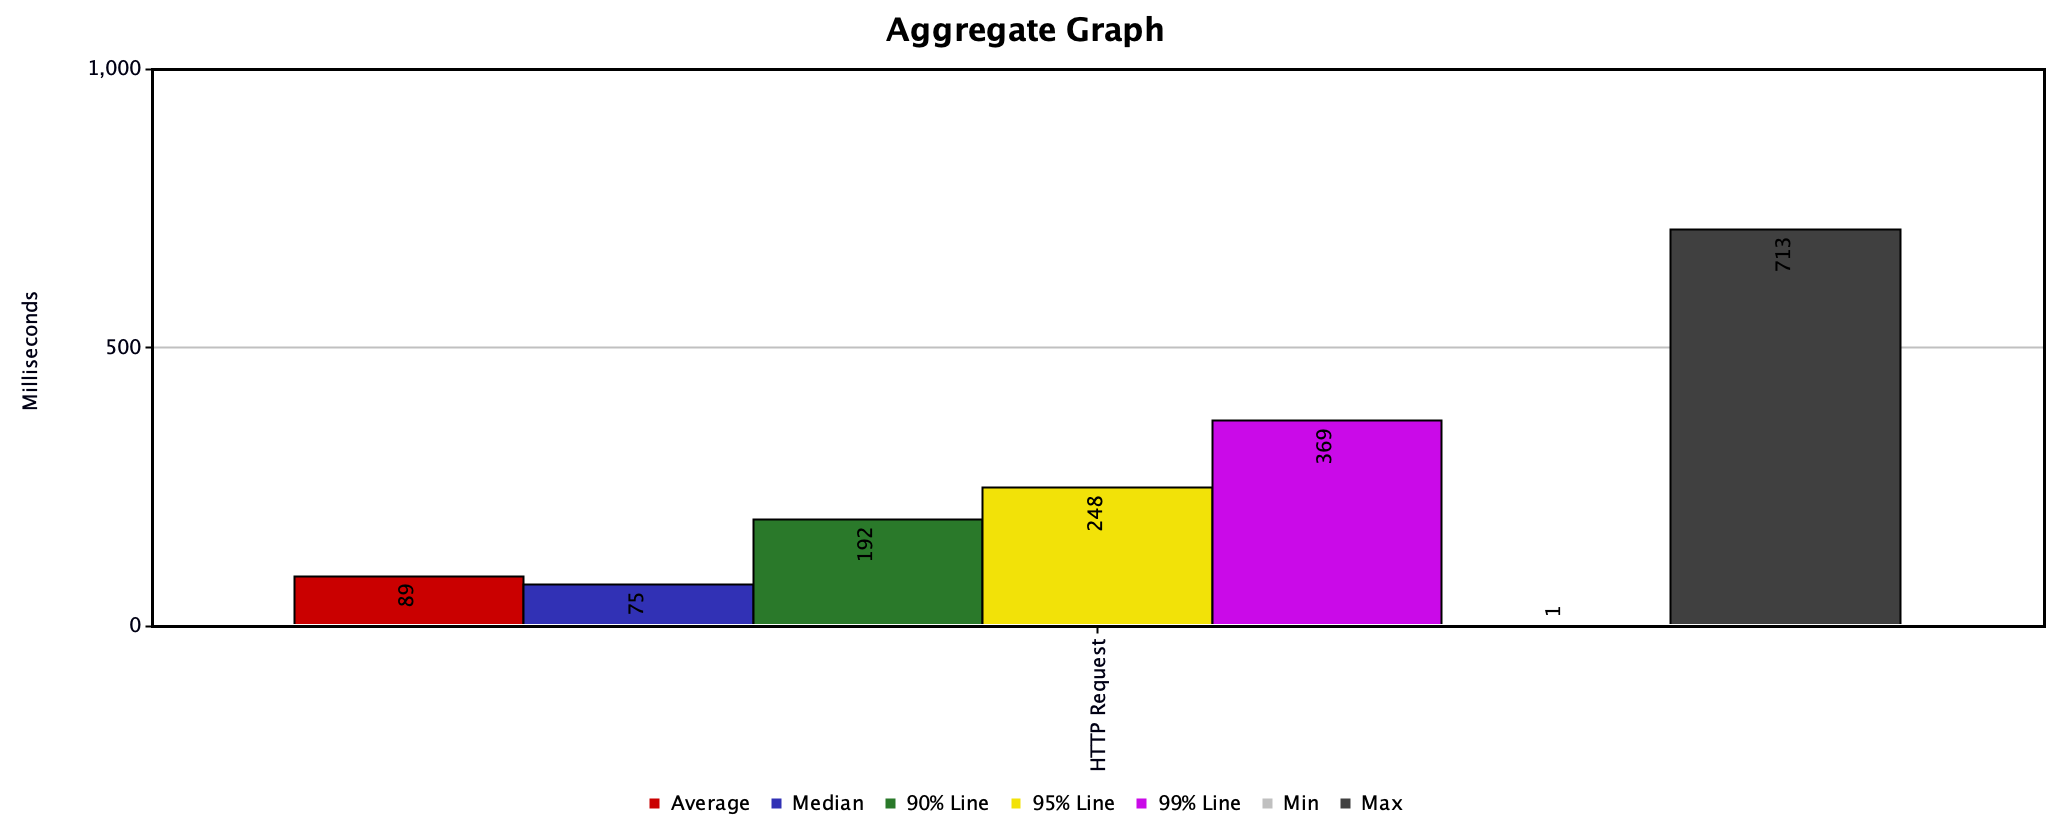 Aggregate Graph
1,000
500
0
Milliseconds
89
75
192
248
369
1
713
HTTP Request
Average Median 90% Line 95% Line 99% Line Min Max